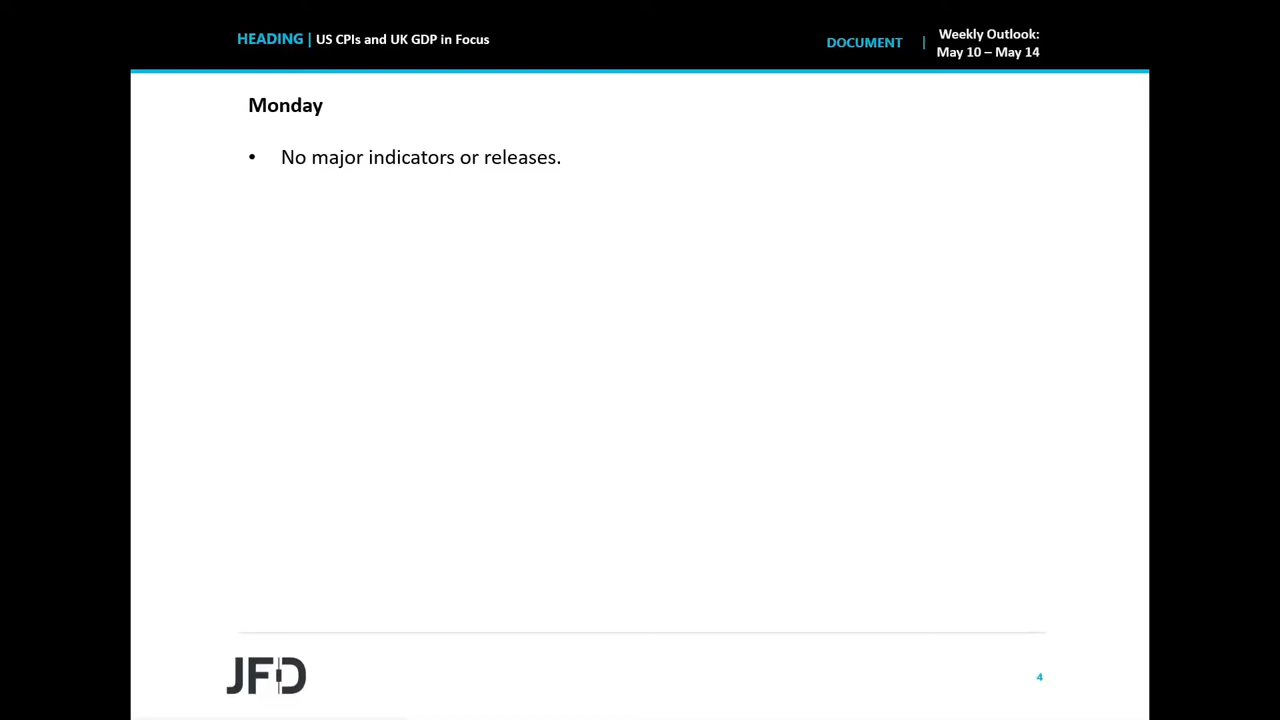 HEADING | US CPIs and UK GDP in Focus
DOCUMENT | Weekly Outlook:
May 10 – May 14
Monday
• No major indicators or releases.
JFD
4